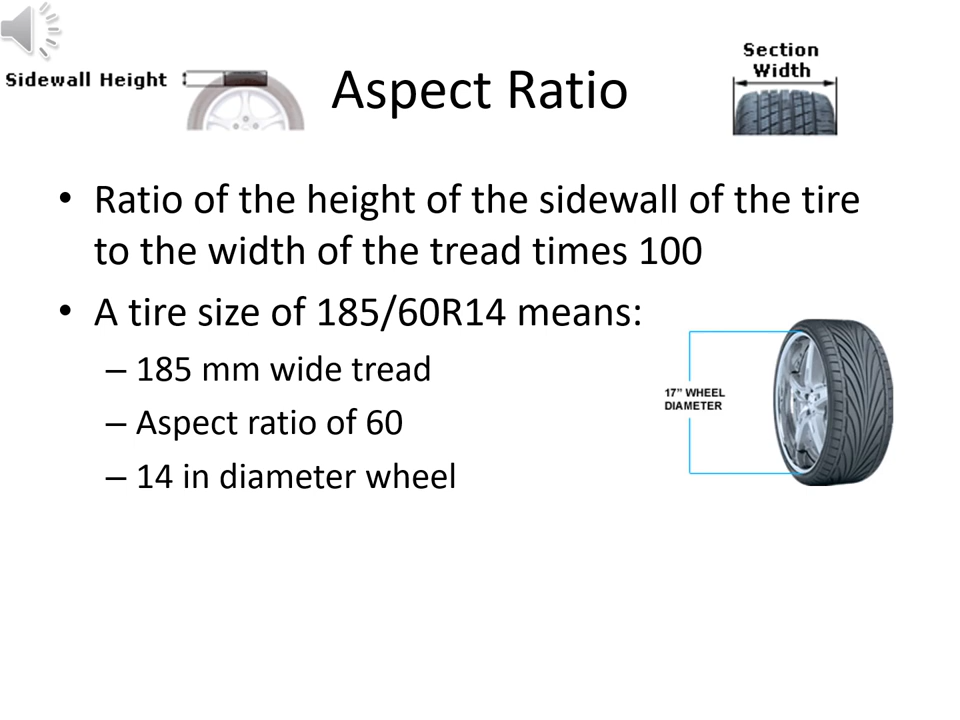 Sidewall Height
Aspect Ratio
Section
Width
• Ratio of the height of the sidewall of the tire
to the width of the tread times 100
• A tire size of 185/60R14 means:
– 185 mm wide tread
– Aspect ratio of 60
– 14 in diameter wheel
17” WHEEL
DIAMETER